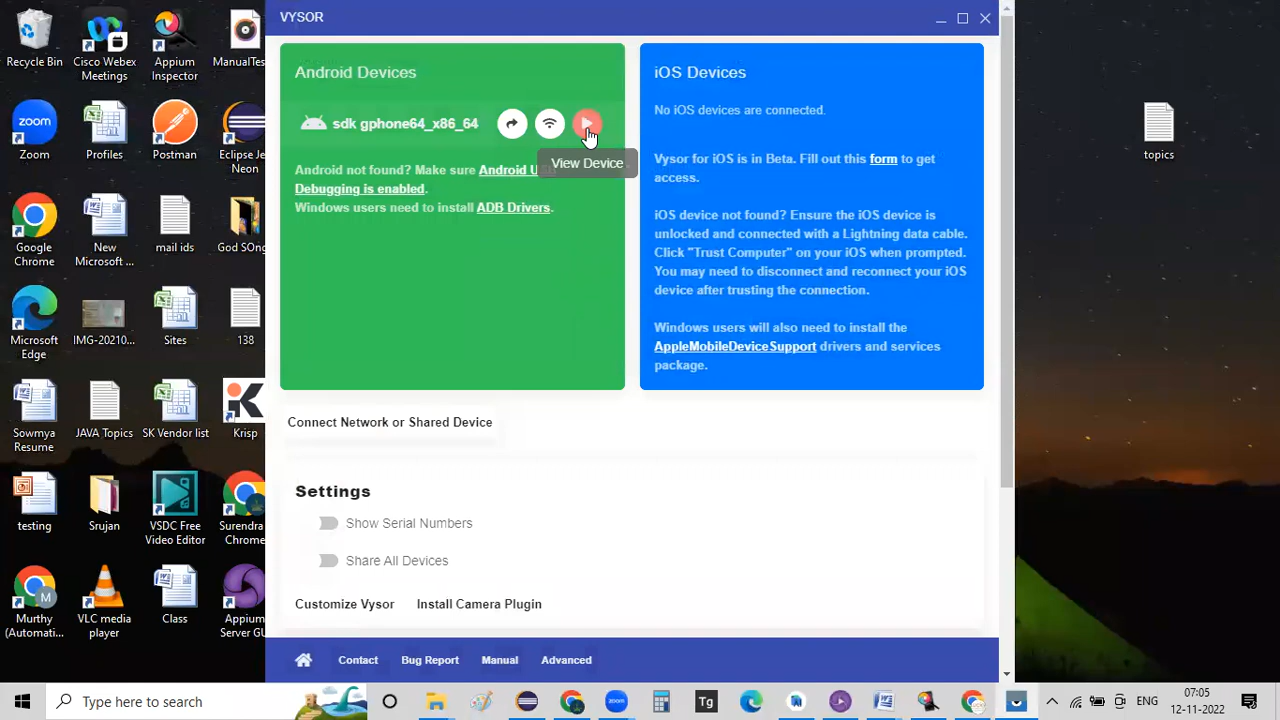 VYSOR
Android Devices
sdk gphone64_x86_64
View Device
Android not found? Make sure Android U
Debugging is enabled.
Windows users need to install ADB Drivers.
iOS Devices
No iOS devices are connected.
Vysor for iOS is in Beta. Fill out this form to get
access.
iOS device not found? Ensure the iOS device is
unlocked and connected with a Lightning data cable.
Click "Trust Computer" on your iOS when prompted.
You may need to disconnect and reconnect your iOS
device after trusting the connection.
Windows users will also need to install the
AppleMobileDeviceSupport drivers and services
package.
Connect Network or Shared Device
Settings
Show Serial Numbers
Share All Devices
Customize Vysor
Install Camera Plugin
Contact
Bug Report
Manual
Advanced
Recycle Bin
Cisco Webex
Meetings
Appium
Inspector
ManualTest
Zoom
Profiles
Postman
Eclipse Je
Neon
Google
Chrome
New
Microsoft ...
mail ids
God SOng
Microsoft
Edge
IMG-20210...
Sites
138
Sowmya
Resume
JAVA Topics
SK Vendor list
Krisp
testing
Srujan
VSDC Free
Video Editor
Surendra
Chrome
Murthy
(Automati...
VLC media
player
Class
Appium
Server GU
topics
Type here to search
Tg
ENG
07:05
12-11-2022